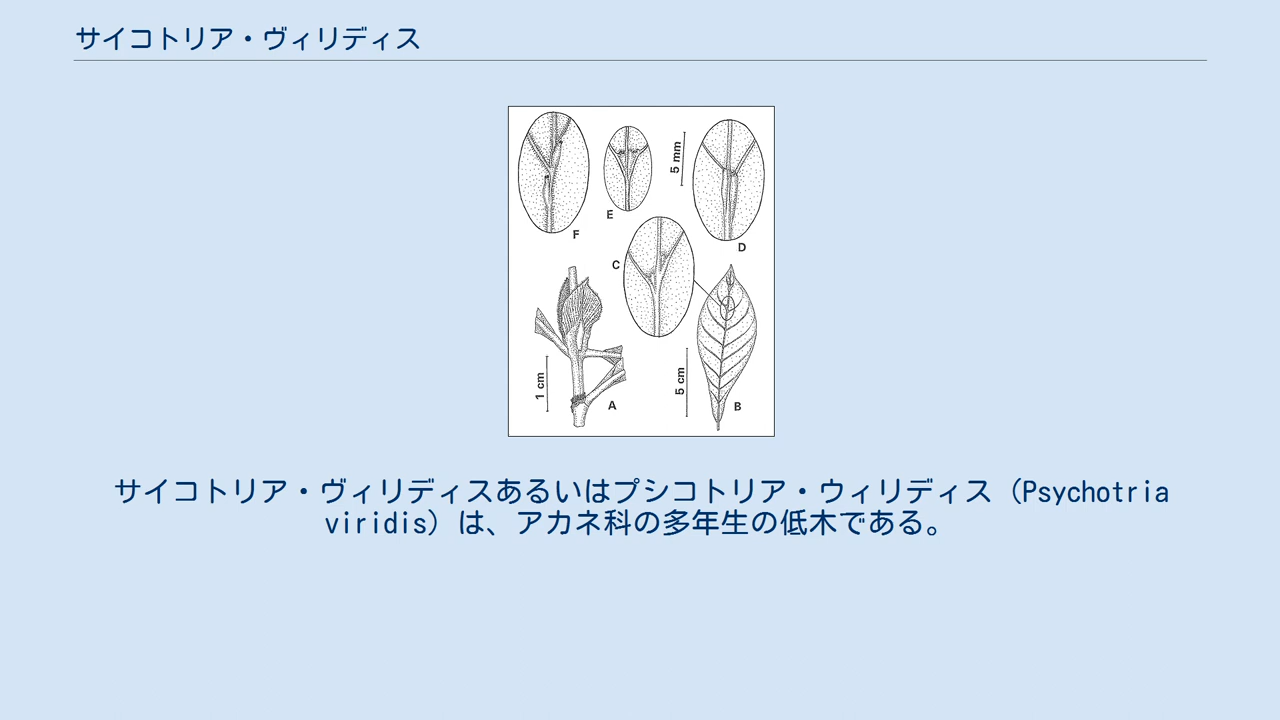 サイコトリア・ヴィリディス
F
E
5 mm
D
C
1 cm
A
5 cm
B
サイコトリア・ヴィリディスあるいはプシコトリア・ウィリディス（Psychotria
viridis）は、アカネ科の多年生の低木である。